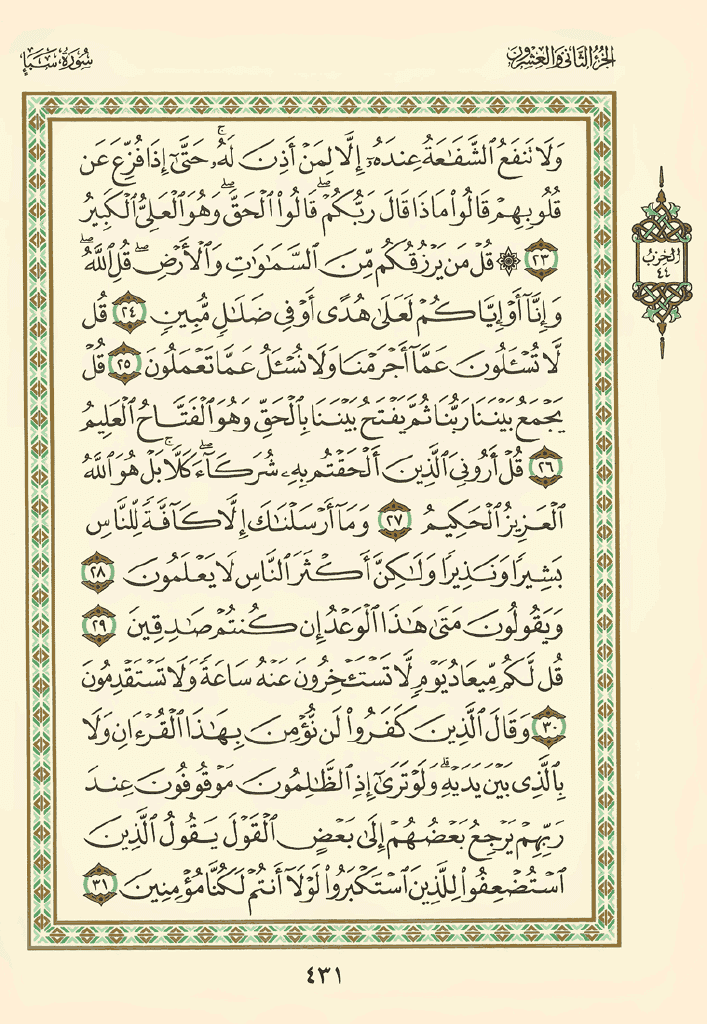 الجزء الثاني والعشرون
سورة سبإ
وَلَا تَنفَعُ ٱلشَّفَٰعَةُ عِندَهُۥٓ إِلَّا لِمَنْ أَذِنَ لَهُۥۚ حَتَّىٰٓ إِذَا فُزِّعَ عَن
قُلُوبِهِمْ قَالُوا۟ مَاذَا قَالَ رَبُّكُمْۖ قَالُوا۟ ٱلْحَقَّۖ وَهُوَ ٱلْعَلِىُّ ٱلْكَبِيرُ
٢٣ ۞ قُلْ مَن يَرْزُقُكُم مِّنَ ٱلسَّمَٰوَٰتِ وَٱلْأَرْضِۖ قُلِ ٱللَّهُۖ
وَإِنَّآ أَوْ إِيَّاكُمْ لَعَلَىٰ هُدًى أَوْ فِى ضَلَٰلٍ مُّبِينٍ ٢٤ قُل
لَّا تُسْـَٔلُونَ عَمَّآ أَجْرَمْنَا وَلَا نُسْـَٔلُ عَمَّا تَعْمَلُونَ ٢٥ قُلْ
يَجْمَعُ بَيْنَنَا رَبُّنَا ثُمَّ يَفْتَحُ بَيْنَنَا بِٱلْحَقِّ وَهُوَ ٱلْفَتَّاحُ ٱلْعَلِيمُ
٢٦ قُلْ أَرُونِىَ ٱلَّذِينَ أَلْحَقْتُم بِهِۦ شُرَكَآءَۖ كَلَّاۚ بَلْ هُوَ ٱللَّهُ
ٱلْعَزِيزُ ٱلْحَكِيمُ ٢٧ وَمَآ أَرْسَلْنَٰكَ إِلَّا كَآفَّةً لِّلنَّاسِ
بَشِيرًا وَنَذِيرًا وَلَٰكِنَّ أَكْثَرَ ٱلنَّاسِ لَا يَعْلَمُونَ ٢٨
وَيَقُولُونَ مَتَىٰ هَٰذَا ٱلْوَعْدُ إِن كُنتُمْ صَٰدِقِينَ ٢٩
قُل لَّكُم مِّيعَادُ يَوْمٍ لَّا تَسْتَـْٔخِرُونَ عَنْهُ سَاعَةً وَلَا تَسْتَقْدِمُونَ
٣٠ وَقَالَ ٱلَّذِينَ كَفَرُوا۟ لَن نُّؤْمِنَ بِهَٰذَا ٱلْقُرْءَانِ وَلَا
بِٱلَّذِى بَيْنَ يَدَيْهِۗ وَلَوْ تَرَىٰٓ إِذِ ٱلظَّٰلِمُونَ مَوْقُوفُونَ عِندَ
رَبِّهِمْ يَرْجِعُ بَعْضُهُمْ إِلَىٰ بَعْضٍ ٱلْقَوْلَ يَقُولُ ٱلَّذِينَ
ٱسْتُضْعِفُوا۟ لِلَّذِينَ ٱسْتَكْبَرُوا۟ لَوْلَآ أَنتُمْ لَكُنَّا مُؤْمِنِينَ ٣١
الحزب
٤٤
٤٣١